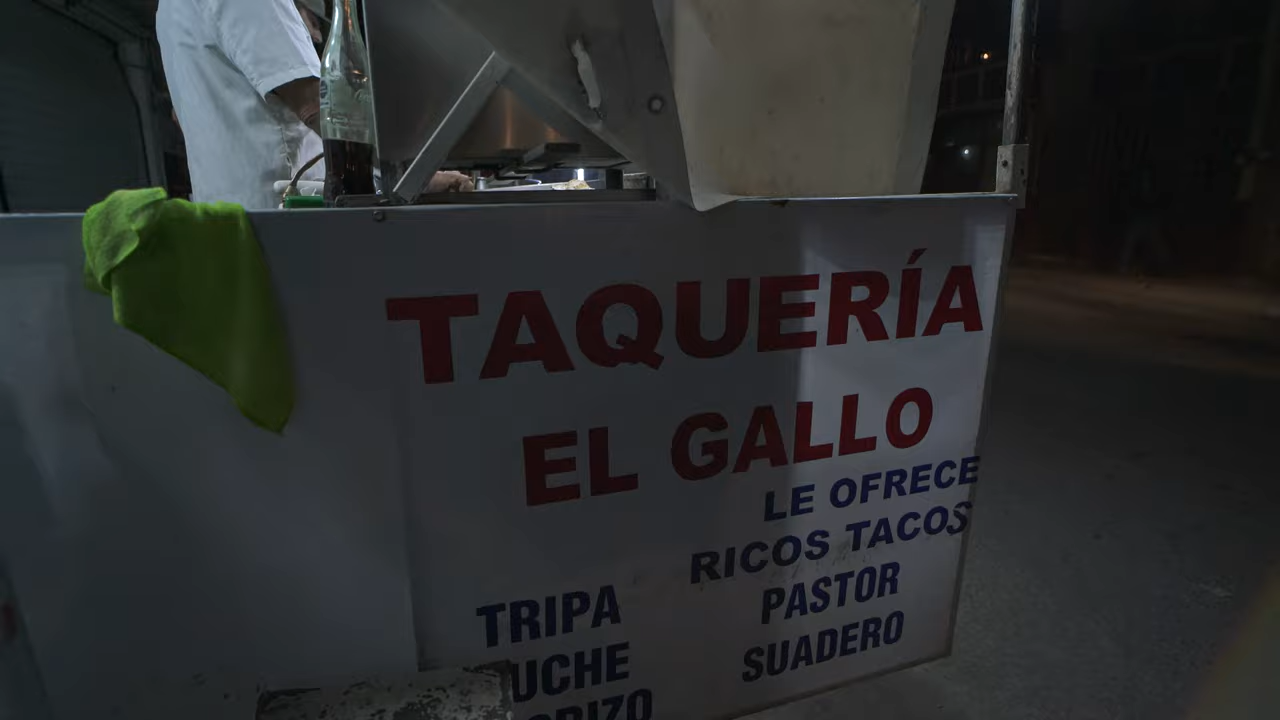 TAQUERÍA
EL GALLO
LE OFRECE
RICOS TACOS
TRIPA
PASTOR
SUADERO